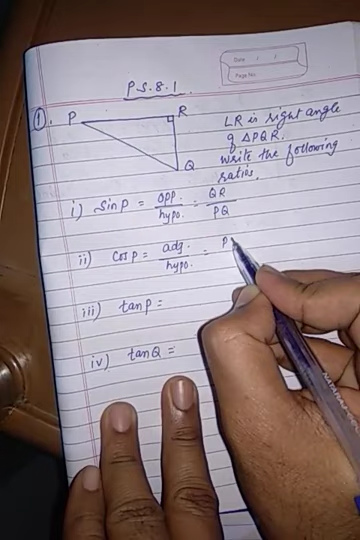 Date / /
Page No.
P.S. 8.1
1. P R Q
∠R is right angle
of △PQR.
Write the following
ratios.
i) Sin P = opp. / hypo. = QR / PQ
ii) Cos P = adj. / hypo. = P
iii) tan P =
iv) tan Q =